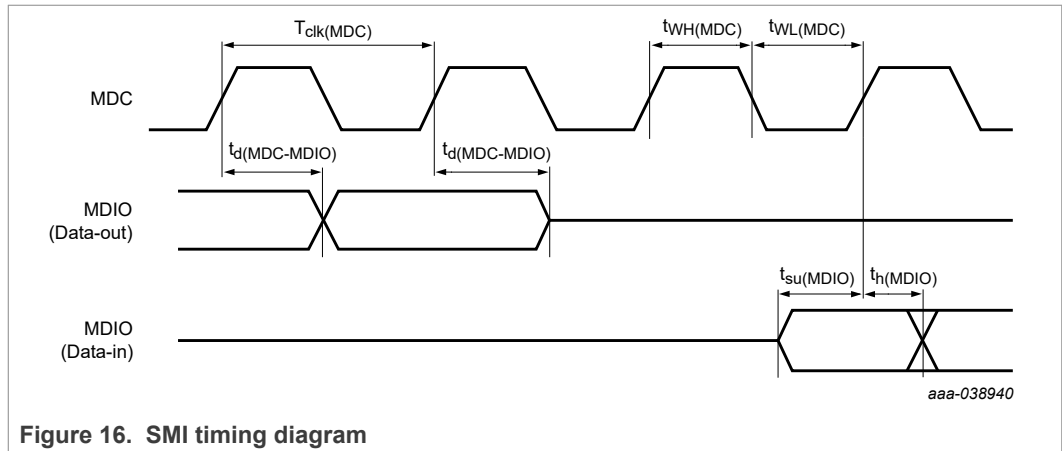 Tclk(MDC)
tWH(MDC)
tWL(MDC)
MDC
td(MDC-MDIO)
td(MDC-MDIO)
MDIO
(Data-out)
tsu(MDIO)
th(MDIO)
MDIO
(Data-in)
aaa-038940
Figure 16. SMI timing diagram